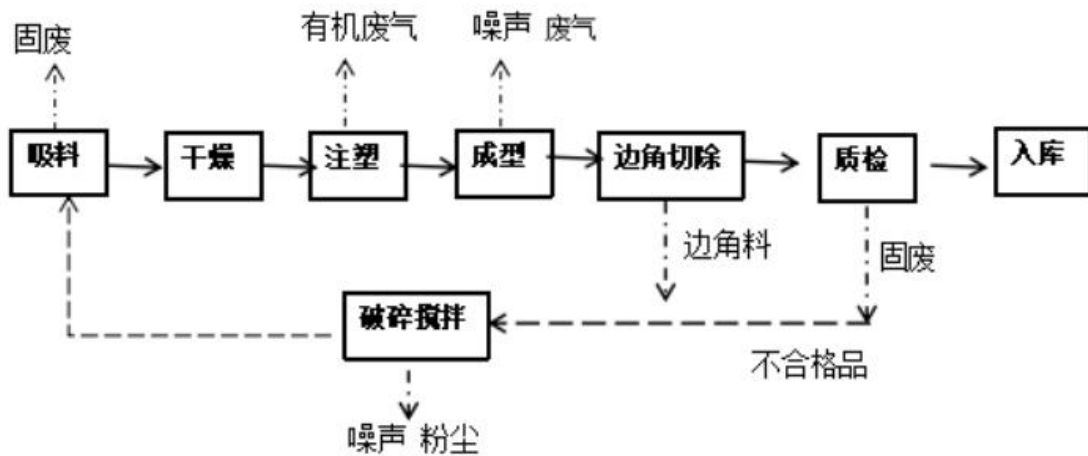 固废
有机废气
噪声 废气
吸料
干燥
注塑
成型
边角切除
质检
入库
边角料
固废
破碎搅拌
不合格品
噪声 粉尘